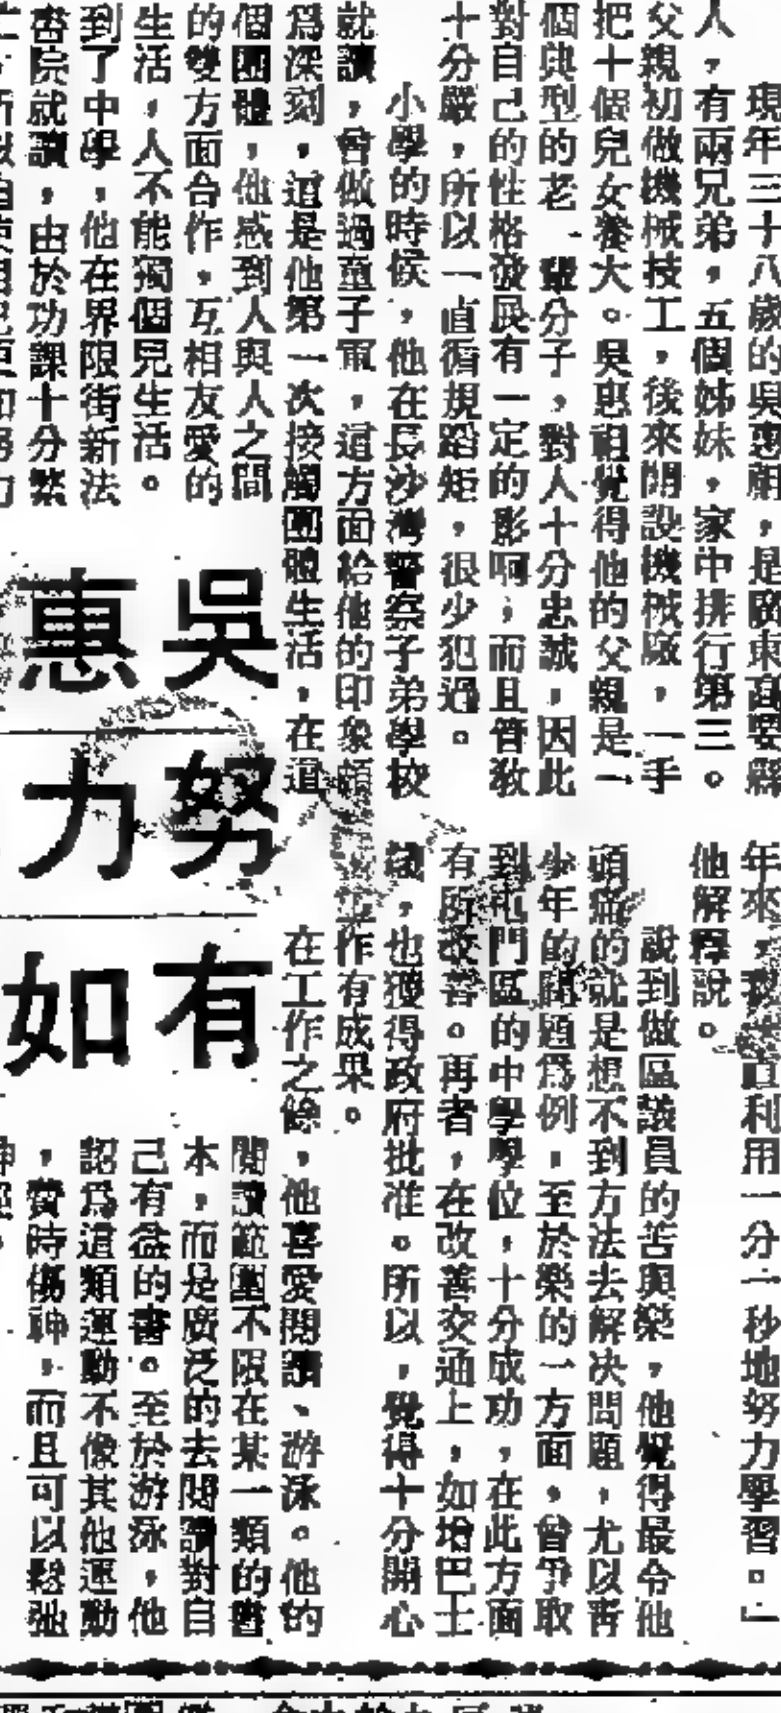 現年三十八歲的吳惠祖，是廣東高要縣
人，有兩兄弟，五個姊妹，家中排行第三。
父親初做機械技工，後來開設機械廠，一手
把十個兒女養大。吳惠祖覺得他的父親是一
個典型的老一輩分子，對人十分忠誠，因此
對自己的性格發展有一定的影响，而且管教
十分嚴，所以一直循規蹈矩，很少犯過。
小學的時候，他在長沙灣警察子弟學校
就讀，曾做過童子軍，這方面給他的印象頗
爲深刻，這是他第一次接觸團體生活，在這
個團體，他感到人與人之間
的雙方面合作，互相友愛的
生活，人不能獨個兒生活。
到了中學，他在界限街新法
書院就讀，由於功課十分繁
吳惠
努力
有如
年來，我一直利用一分一秒地努力學習。」
他解釋說。
說到做區議員的苦與樂，他覺得最令他
頭痛的就是想不到方法去解決問題，尤以靑
少年的問題爲例，至於樂的一方面，曾爭取
到屯門區的中學學位，十分成功，在此方面
有所改善。再者，在改善交通上，如增巴士
，也獲得政府批准。所以，覺得十分開心
作有成果。
在工作之餘，他喜愛閱讀、游泳。他的
閱讀範圍不限在某一類的書
本，而是廣泛的去閱讀對自
己有益的書。至於游泳，他
認爲這類運動不像其他運動
，費時傷神，而且可以鬆弛